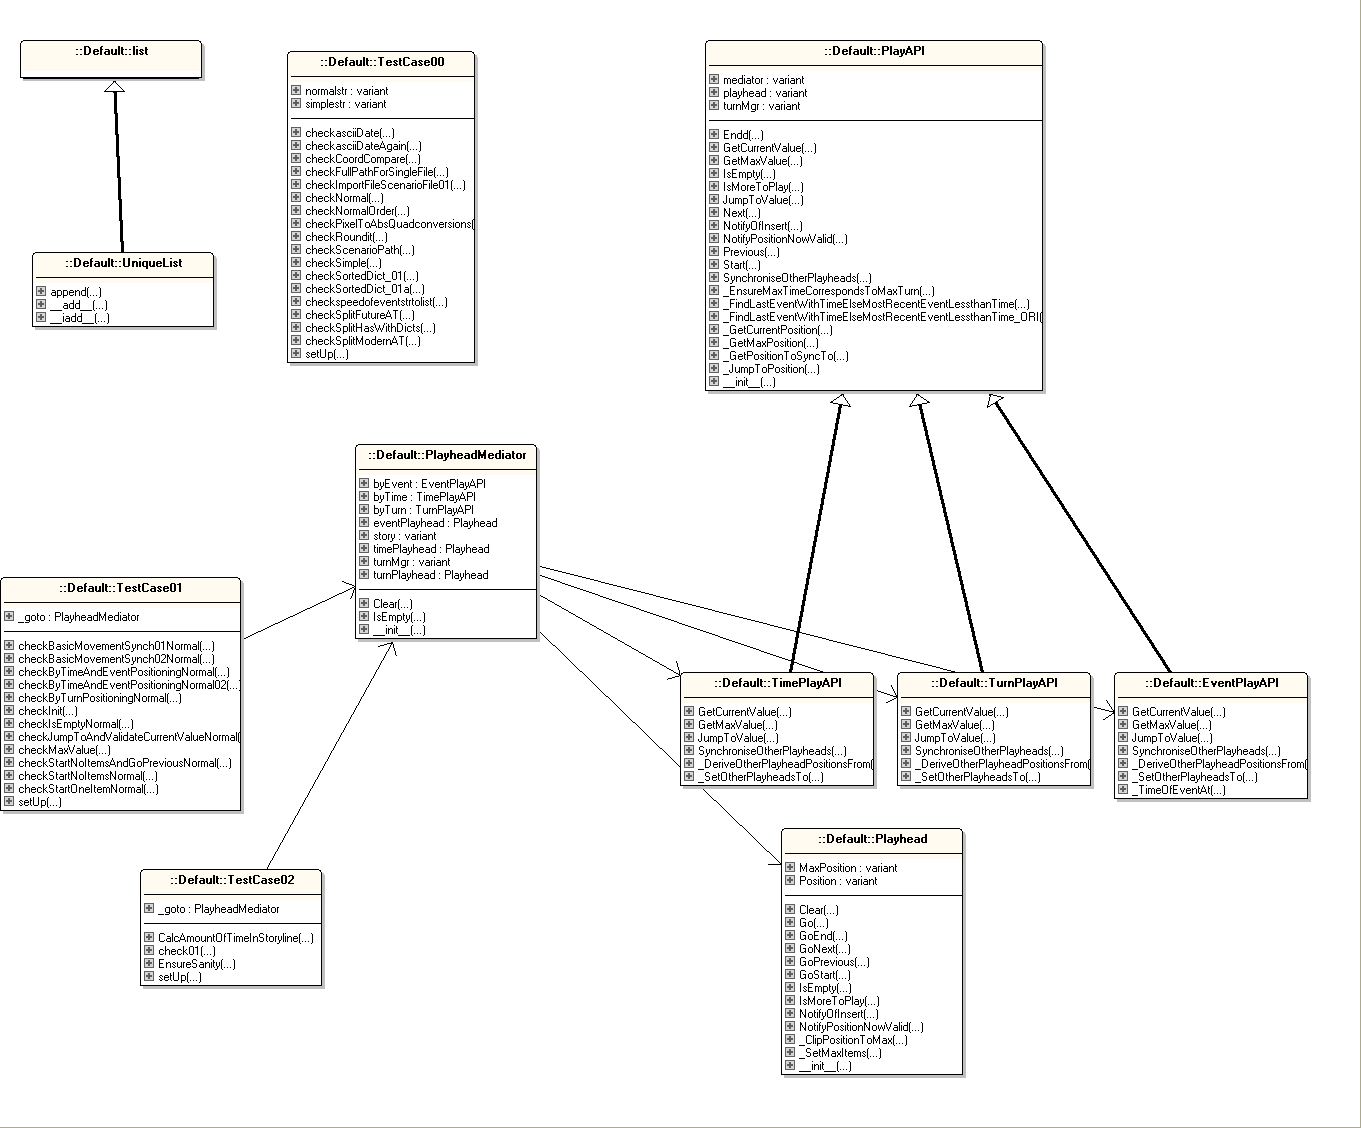 ::Default::list
::Default::UniqueList
append(...)
__add__(...)
__iadd__(...)
::Default::TestCase00
normalstr : variant
simplestr : variant
checkasciiDate(...)
checkasciiDateAgain(...)
checkCoordCompare(...)
checkFullPathForSingleFile(...)
checkImportFileScenarioFile01(...)
checkNormal(...)
checkNormalOrder(...)
checkPixelToAbsQuadconversions(
checkRoundit(...)
checkScenarioPath(...)
checkSimple(...)
checkSortedDict_01(...)
checkSortedDict_01a(...)
checkspeedofeventstrtolist(...)
checkSplitFutureAT(...)
checkSplitHasWithDicts(...)
checkSplitModernAT(...)
setUp(...)
::Default::PlayAPI
mediator : variant
playhead : variant
turnMgr : variant
Endd(...)
GetCurrentValue(...)
GetMaxValue(...)
IsEmpty(...)
IsMoreToPlay(...)
JumpToValue(...)
Next(...)
NotifyOfInsert(...)
NotifyPositionNowValid(...)
Previous(...)
Start(...)
SynchroniseOtherPlayheads(...)
_EnsureMaxTimeCorrespondsToMaxTurn(...)
_FindLastEventWithTimeElseMostRecentEventLessthanTime(...)
_FindLastEventWithTimeElseMostRecentEventLessthanTime_ORI(
_GetCurrentPosition(...)
_GetMaxPosition(...)
_GetPositionToSyncTo(...)
_JumpToPosition(...)
__init__(...)
::Default::PlayheadMediator
byEvent : EventPlayAPI
byTime : TimePlayAPI
byTurn : TurnPlayAPI
eventPlayhead : Playhead
story : variant
timePlayhead : Playhead
turnMgr : variant
turnPlayhead : Playhead
Clear(...)
IsEmpty(...)
__init__(...)
::Default::TestCase01
_goto : PlayheadMediator
checkBasicMovementSynch01Normal(...)
checkBasicMovementSynch02Normal(...)
checkByTimeAndEventPositioningNormal(...)
checkByTimeAndEventPositioningNormal02(...
checkByTurnPositioningNormal(...)
checkInit(...)
checkIsEmptyNormal(...)
checkJumpToAndValidateCurrentValueNormal(
checkMaxValue(...)
checkStartNoItemsAndGoPreviousNormal(...)
checkStartNoItemsNormal(...)
checkStartOneItemNormal(...)
setUp(...)
::Default::TestCase02
_goto : PlayheadMediator
CalcAmountOfTimeInStoryline(...)
check01(...)
EnsureSanity(...)
setUp(...)
::Default::TimePlayAPI
GetCurrentValue(...)
GetMaxValue(...)
JumpToValue(...)
SynchroniseOtherPlayheads(...)
_DeriveOtherPlayheadPositionsFrom(
_SetOtherPlayheadsTo(...)
::Default::TurnPlayAPI
GetCurrentValue(...)
GetMaxValue(...)
JumpToValue(...)
SynchroniseOtherPlayheads(...)
_DeriveOtherPlayheadPositionsFrom(
_SetOtherPlayheadsTo(...)
::Default::EventPlayAPI
GetCurrentValue(...)
GetMaxValue(...)
JumpToValue(...)
SynchroniseOtherPlayheads(...)
_DeriveOtherPlayheadPositionsFrom(
_SetOtherPlayheadsTo(...)
_TimeOfEventAt(...)
::Default::Playhead
MaxPosition : variant
Position : variant
Clear(...)
Go(...)
GoEnd(...)
GoNext(...)
GoPrevious(...)
GoStart(...)
IsEmpty(...)
IsMoreToPlay(...)
NotifyOfInsert(...)
NotifyPositionNowValid(...)
_ClipPositionToMax(...)
_SetMaxItems(...)
__init__(...)